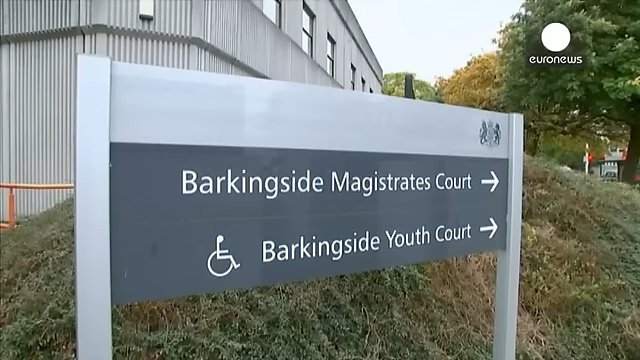 euronews
Barkingside Magistrates Court →
Barkingside Youth Court →